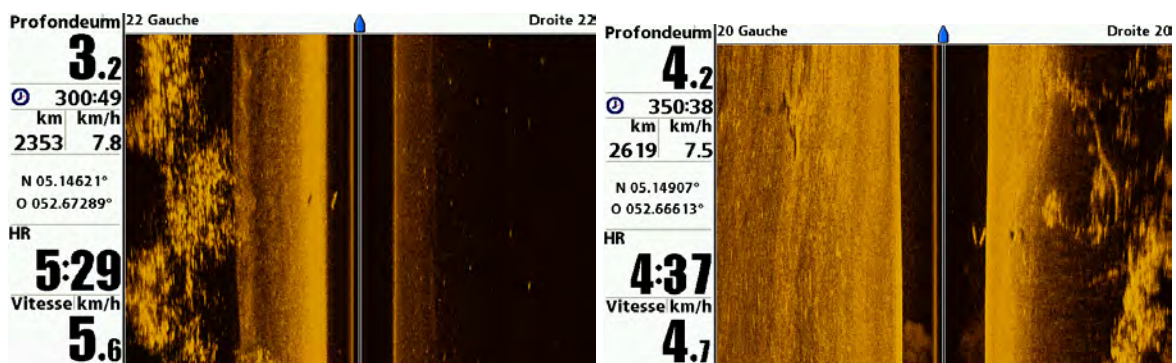 Profondeumm
3.2
300:49
km km/h
2353 7.8
N 05.14621°
O 052.67289°
HR
5:29
Vitesse km/h
5.6
22 Gauche Droite 22
Profondeumm
4.2
350:38
km km/h
2619 7.5
N 05.14907°
O 052.66613°
HR
4:37
Vitesse km/h
4.7
20 Gauche Droite 20